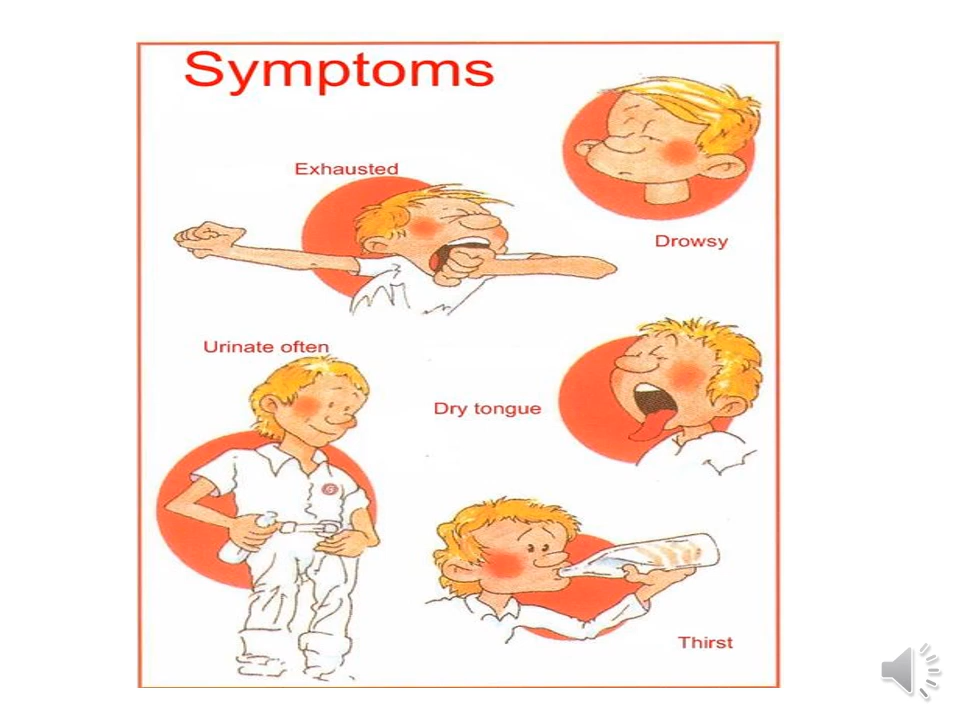 Symptoms
Exhausted
Drowsy
Urinate often
Dry tongue
Thirst